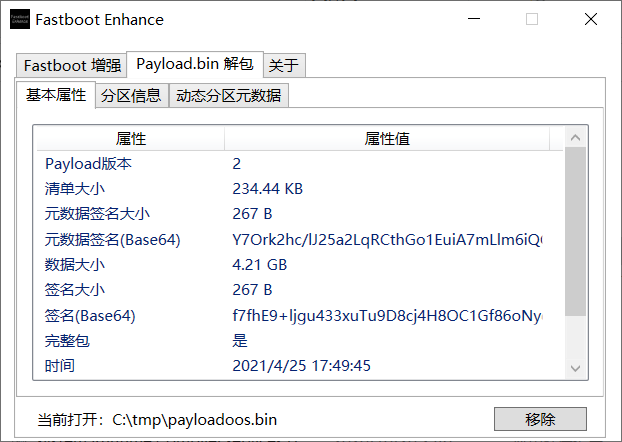 Fastboot Enhance
Fastboot 增强 Payload.bin 解包 关于
基本属性 分区信息 动态分区元数据
属性 属性值
Payload版本 2
清单大小 234.44 KB
元数据签名大小 267 B
元数据签名(Base64) Y7Ork2hc/lJ25a2LqRCthGo1EuiA7mLlm6iQ
数据大小 4.21 GB
签名大小 267 B
签名(Base64) f7fhE9+ljgu433xuTu9D8cj4H8OC1Gf86oNy
完整包 是
时间 2021/4/25 17:49:45
当前打开：C:\tmp\payloadoos.bin 移除